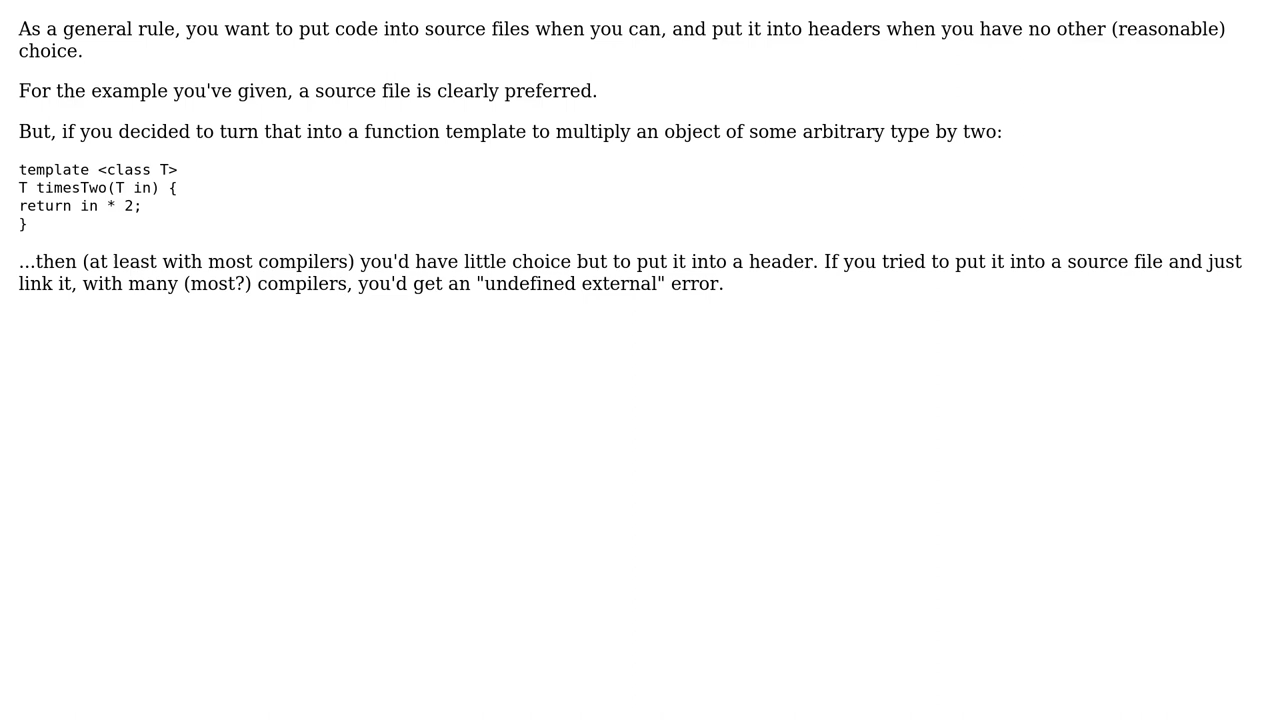 As a general rule, you want to put code into source files when you can, and put it into headers when you have no other (reasonable)
choice.
For the example you've given, a source file is clearly preferred.
But, if you decided to turn that into a function template to multiply an object of some arbitrary type by two:
template <class T>
T timesTwo(T in) {
return in * 2;
}
...then (at least with most compilers) you'd have little choice but to put it into a header. If you tried to put it into a source file and just
link it, with many (most?) compilers, you'd get an "undefined external" error.